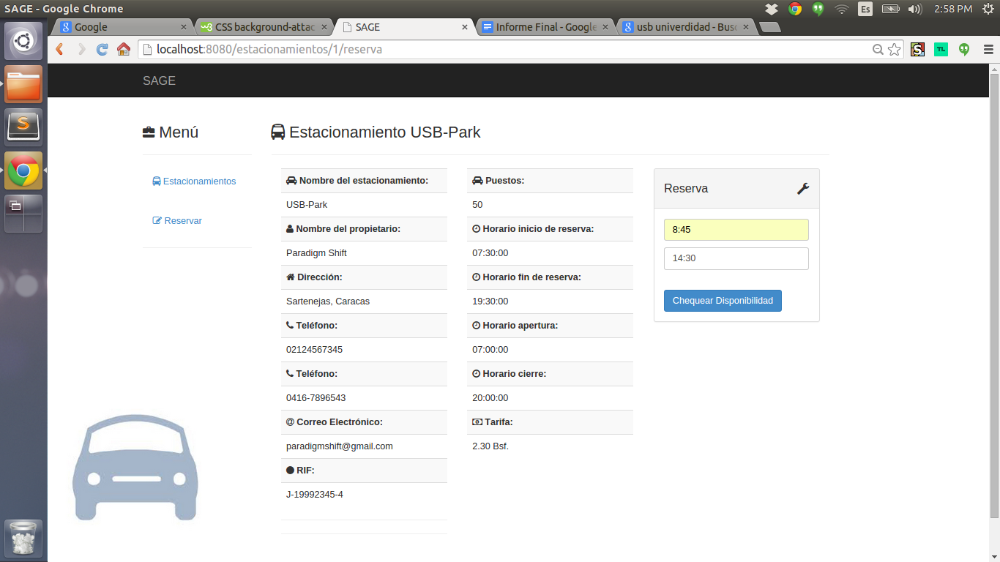 SAGE - Google Chrome
Es
2:58 PM
Google
CSS background-attac
SAGE
Informe Final - Google
usb univerdidad - Busc
localhost:8080/estacionamientos/1/reserva
TL
SAGE
Menú
Estacionamientos
Reservar
Estacionamiento USB-Park
Nombre del estacionamiento:
USB-Park
Nombre del propietario:
Paradigm Shift
Dirección:
Sartenejas, Caracas
Teléfono:
02124567345
Teléfono:
0416-7896543
Correo Electrónico:
paradigmshift@gmail.com
RIF:
J-19992345-4
Puestos:
50
Horario inicio de reserva:
07:30:00
Horario fin de reserva:
19:30:00
Horario apertura:
07:00:00
Horario cierre:
20:00:00
Tarifa:
2.30 Bsf.
Reserva
8:45
14:30
Chequear Disponibilidad